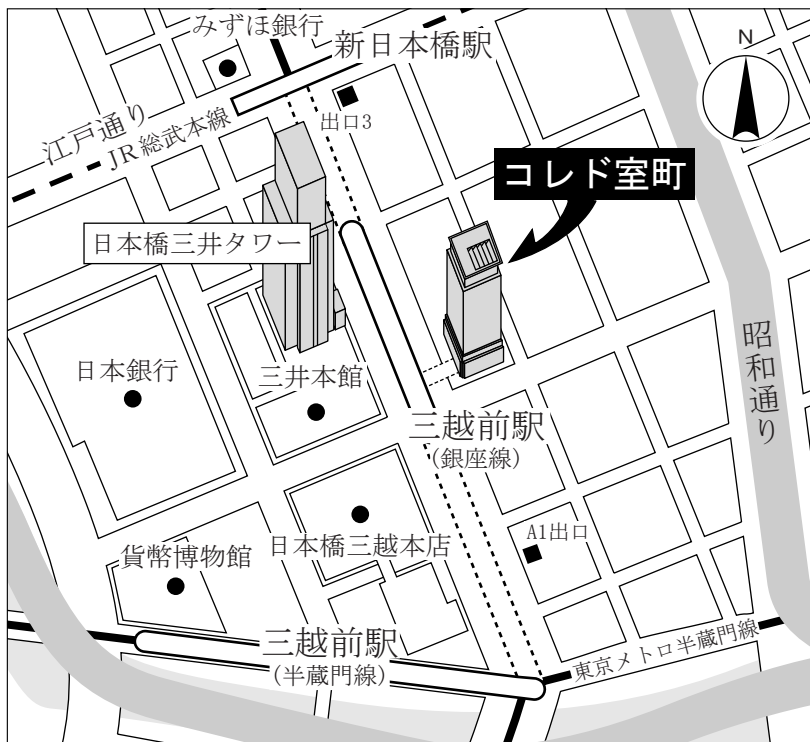 みずほ銀行
新日本橋駅
N
出口3
江戸通り
JR総武本線
コレド室町
日本橋三井タワー
昭和通り
日本銀行
三井本館
三越前駅
(銀座線)
日本橋三越本店
A1出口
貨幣博物館
三越前駅
(半蔵門線)
東京メトロ半蔵門線